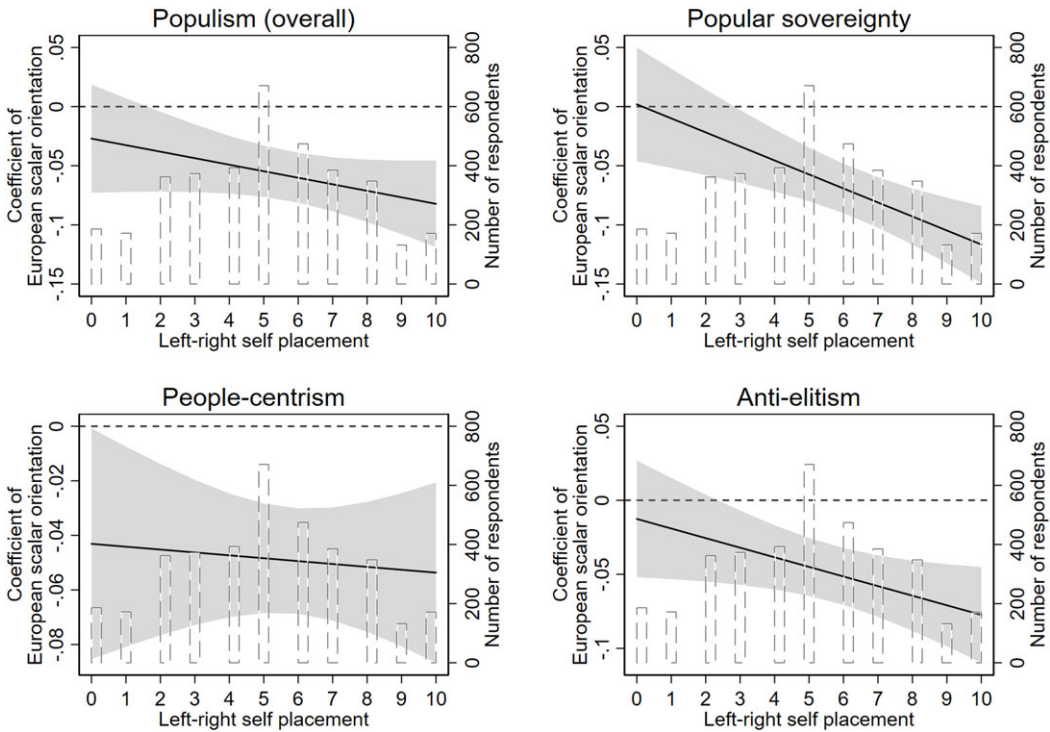 Populism (overall)
Coefficient of
European scalar orientation
.05
0
-.05
-.1
-.15
800
600
400
200
0
Number of respondents
0 1 2 3 4 5 6 7 8 9 10
Left-right self placement
Popular sovereignty
Coefficient of
European scalar orientation
.05
0
-.05
-.1
-.15
800
600
400
200
0
Number of respondents
0 1 2 3 4 5 6 7 8 9 10
Left-right self placement
People-centrism
Coefficient of
European scalar orientation
0
-.02
-.04
-.06
-.08
800
600
400
200
0
Number of respondents
0 1 2 3 4 5 6 7 8 9 10
Left-right self placement
Anti-elitism
Coefficient of
European scalar orientation
.05
0
-.05
-.1
800
600
400
200
0
Number of respondents
0 1 2 3 4 5 6 7 8 9 10
Left-right self placement